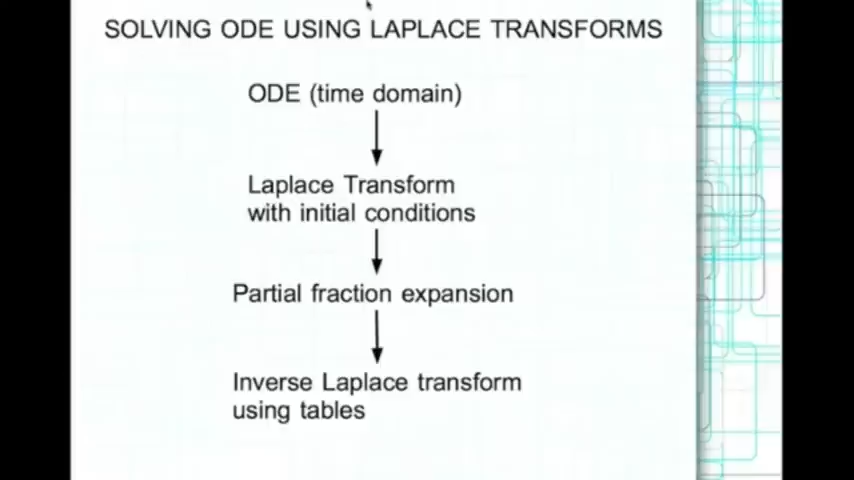 SOLVING ODE USING LAPLACE TRANSFORMS
ODE (time domain)
Laplace Transform
with initial conditions
Partial fraction expansion
Inverse Laplace transform
using tables